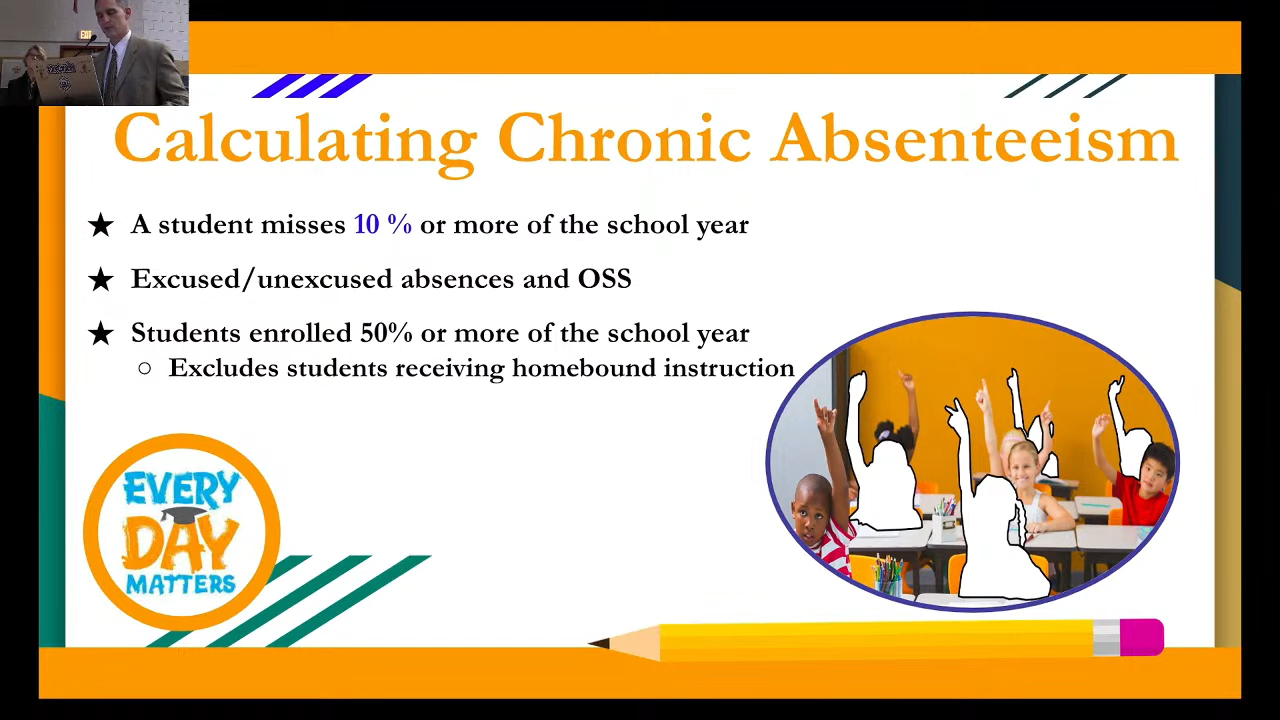 EXIT
Calculating Chronic Absenteeism
★ A student misses 10 % or more of the school year
★ Excused/unexcused absences and OSS
★ Students enrolled 50% or more of the school year
○ Excludes students receiving homebound instruction
EVERY
DAY
MATTERS